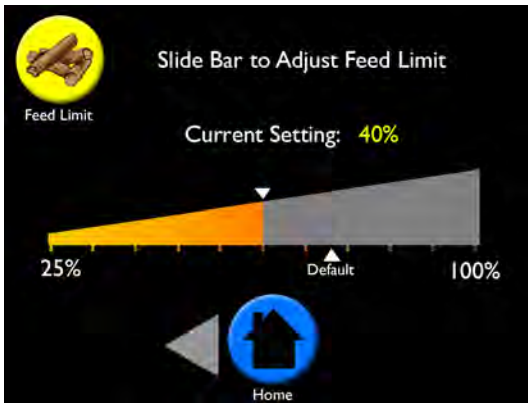 Slide Bar to Adjust Feed Limit
Feed Limit
Current Setting: 40%
25%
Default
100%
Home